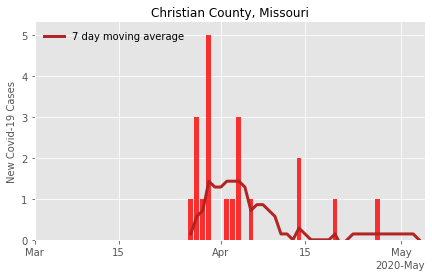 Christian County, Missouri
7 day moving average
New Covid-19 Cases
5
4
3
2
1
0
Mar 15 Apr 15 May
2020-May